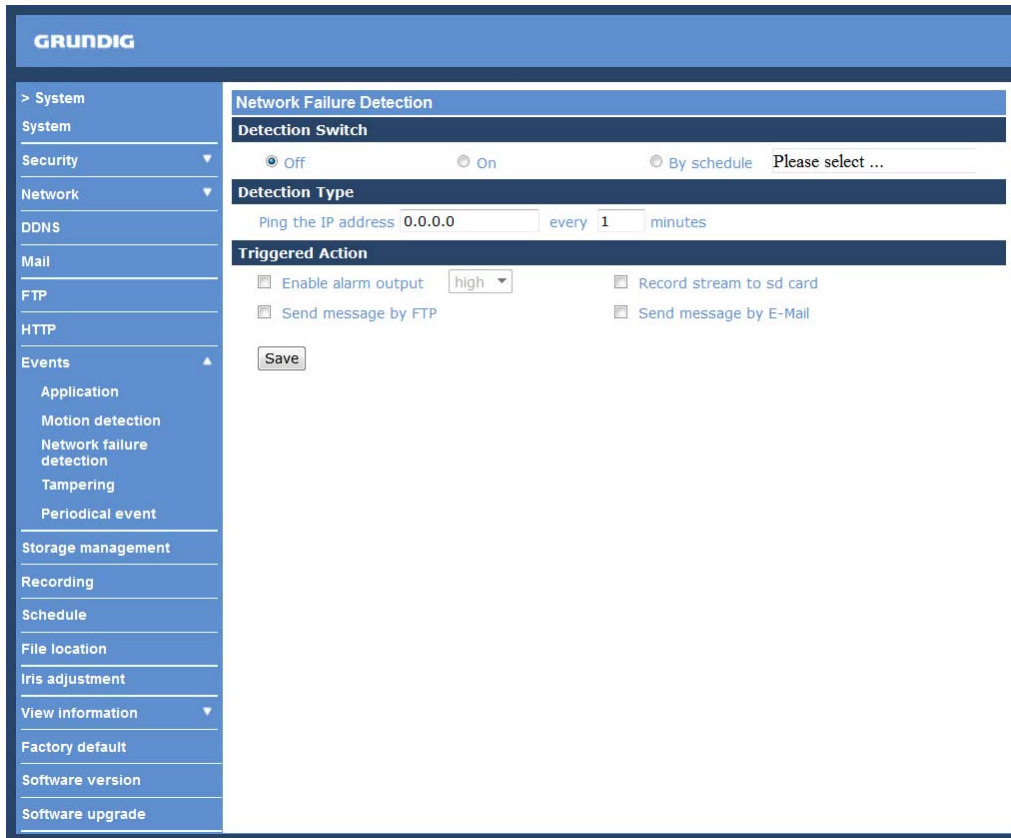 GRUNDIG
> System
System
Security
Network
DDNS
Mail
FTP
HTTP
Events
Application
Motion detection
Network failure
detection
Tampering
Periodical event
Storage management
Recording
Schedule
File location
Iris adjustment
View information
Factory default
Software version
Software upgrade
Network Failure Detection
Detection Switch
Off On By schedule Please select ...
Detection Type
Ping the IP address 0.0.0.0 every 1 minutes
Triggered Action
Enable alarm output high Record stream to sd card
Send message by FTP Send message by E-Mail
Save